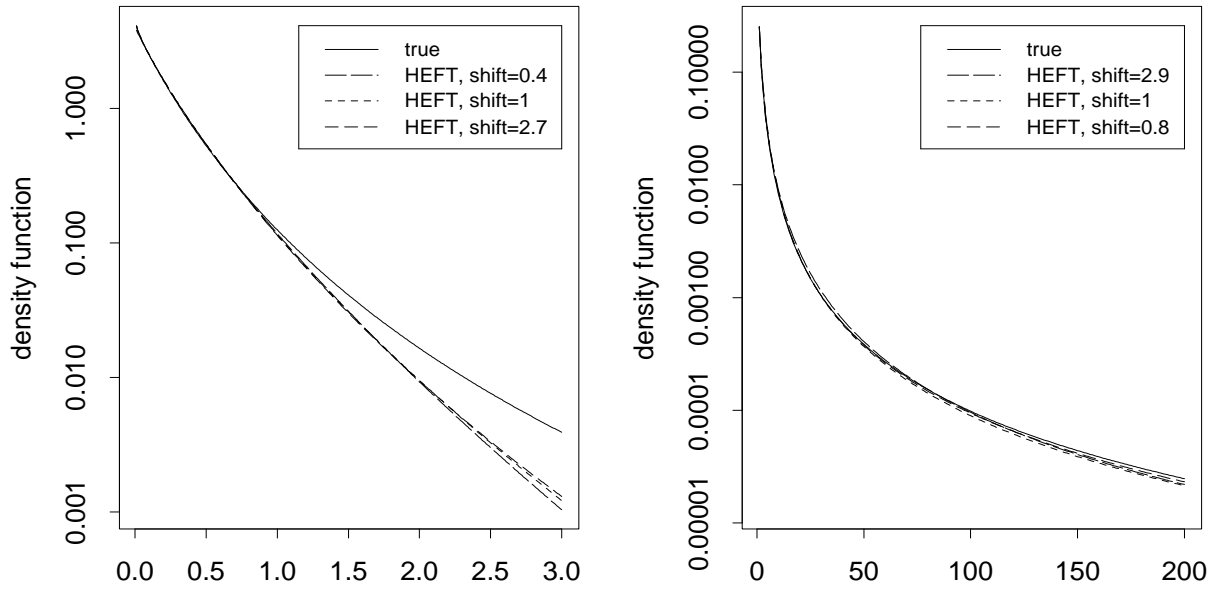 density function
0.001 0.010 0.100 1.000
true
HEFT, shift=0.4
HEFT, shift=1
HEFT, shift=2.7
0.0 0.5 1.0 1.5 2.0 2.5 3.0
density function
0.00001 0.0001 0.00100 0.0100 0.10000
true
HEFT, shift=2.9
HEFT, shift=1
HEFT, shift=0.8
0 50 100 150 200